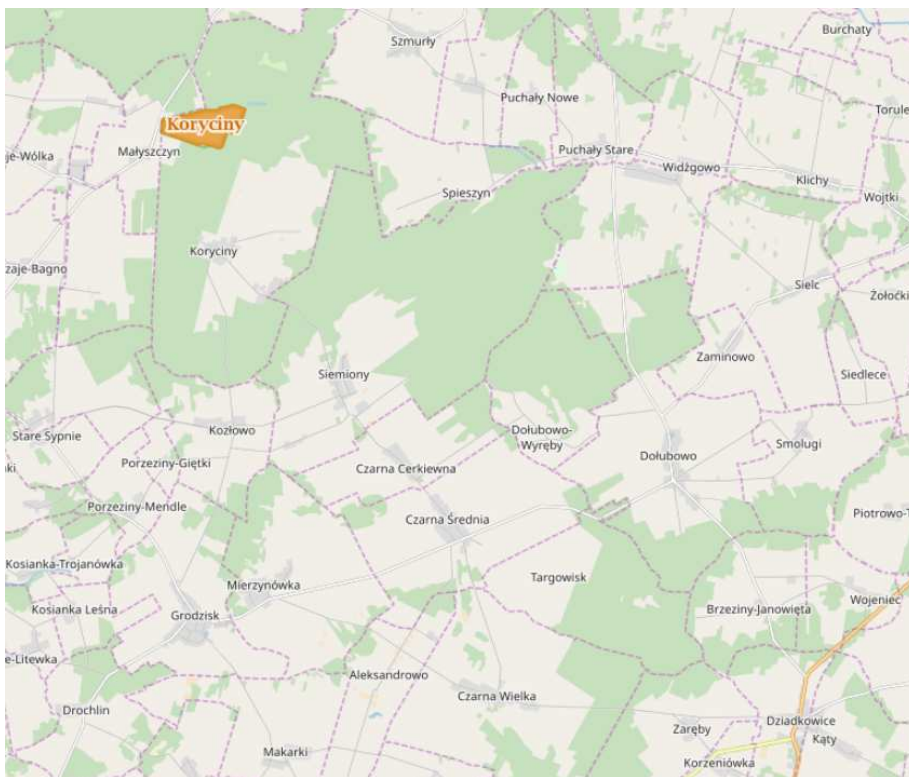 Burchaty
Szmurły
Puchały Nowe
Torule
Koryciny
Małyszczyn
je-Wólka
Puchały Stare
Widźgowo
Klichy
Wojtki
Spieszyn
Koryciny
zaje-Bagno
Sielc
Żołoćki
Zaminowo
Siemiony
Siedlece
Kozłowo
Stare Sypnie
Dołubowo-
Wyręby
Smolugi
Dołubowo
Porzeziny-Giętki
Czarna Cerkiewna
ki
Porzeziny-Mendle
Piotrowo-T
Czarna Średnia
Kosianka-Trojanówka
Targowisk
Mierzynówka
Kosianka Leśna
Grodzisk
Brzeziny-Janowięta
Wojeniec
e-Litewka
Aleksandrowo
Czarna Wielka
Drochlin
Dziadkowice
Zaręby
Kąty
Makarki
Korzeniówka